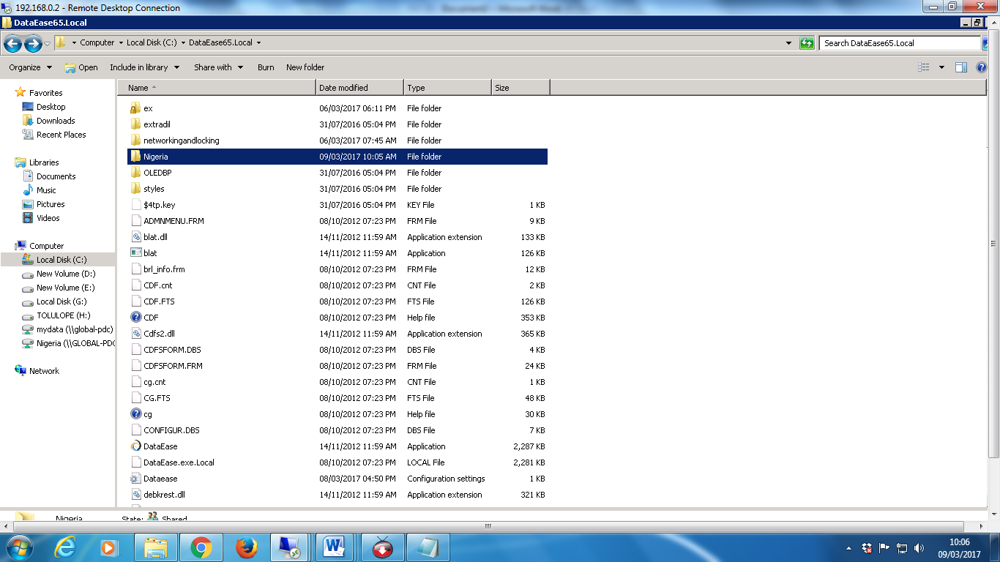 192.168.0.2 - Remote Desktop Connection
DataEase65.Local
Computer Local Disk (C:) DataEase65.Local
Search DataEase65.Local
Organize Open Include in library Share with Burn New folder
Name Date modified Type Size
Favorites
Desktop
Downloads
Recent Places
Libraries
Documents
Music
Pictures
Videos
Computer
Local Disk (C:)
New Volume (D:)
New Volume (E:)
Local Disk (G:)
TOLULOPE (H:)
mydata (\\global-pdc)
Nigeria (\\GLOBAL-PDC
Network
ex 06/03/2017 06:11 PM File folder
extradil 31/07/2016 05:04 PM File folder
networkingandlocking 06/03/2017 07:45 AM File folder
Nigeria 09/03/2017 10:05 AM File folder
OLEDBP 31/07/2016 05:04 PM File folder
styles 31/07/2016 05:04 PM File folder
$4tp.key 31/07/2016 05:04 PM KEY File 1 KB
ADMNMENU.FRM 08/10/2012 07:23 PM FRM File 9 KB
blat.dll 14/11/2012 11:59 AM Application extension 133 KB
blat 14/11/2012 11:59 AM Application 126 KB
brl_info.frm 08/10/2012 07:23 PM FRM File 12 KB
CDF.cnt 08/10/2012 07:23 PM CNT File 2 KB
CDF.FTS 08/10/2012 07:23 PM FTS File 126 KB
CDF 08/10/2012 07:23 PM Help file 353 KB
Cdfs2.dll 14/11/2012 11:59 AM Application extension 365 KB
CDFSFORM.DBS 08/10/2012 07:23 PM DBS File 4 KB
CDFSFORM.FRM 08/10/2012 07:23 PM FRM File 24 KB
cg.cnt 08/10/2012 07:23 PM CNT File 1 KB
CG.FTS 08/10/2012 07:23 PM FTS File 48 KB
cg 08/10/2012 07:23 PM Help file 30 KB
CONFIGUR.DBS 08/10/2012 07:23 PM DBS File 7 KB
DataEase 14/11/2012 11:59 AM Application 2,287 KB
DataEase.exe.Local 08/10/2012 07:23 PM LOCAL File 2,281 KB
Dataease 08/03/2017 04:50 PM Configuration settings 1 KB
debkrest.dll 14/11/2012 11:59 AM Application extension 321 KB
Nigeria State: Shared
10:06
09/03/2017